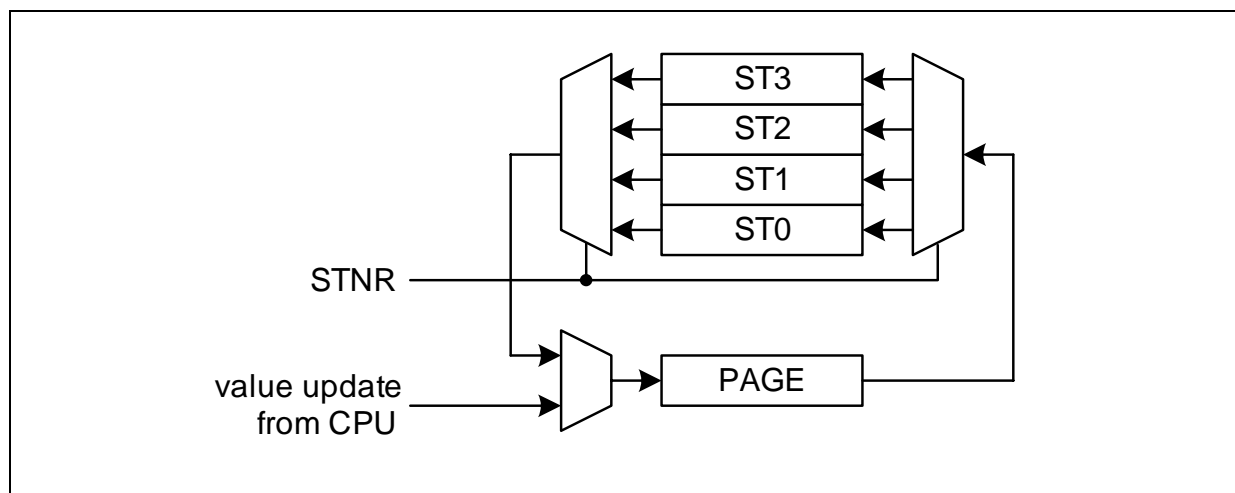 ST3
ST2
ST1
ST0
STNR
PAGE
value update
from CPU